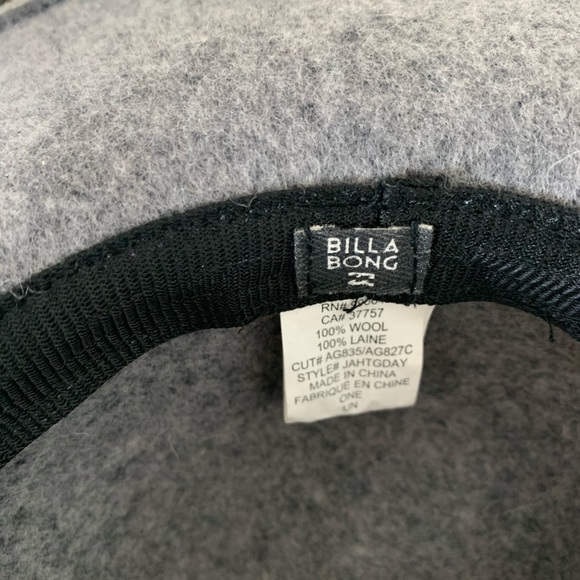 BILLA
BONG
RN#
CA# 37757
100% WOOL
100% LAINE
CUT# AG835/AG827C
STYLE# JAHTGDAY
MADE IN CHINA
FABRIQUÉ EN CHINE
ONE
UN